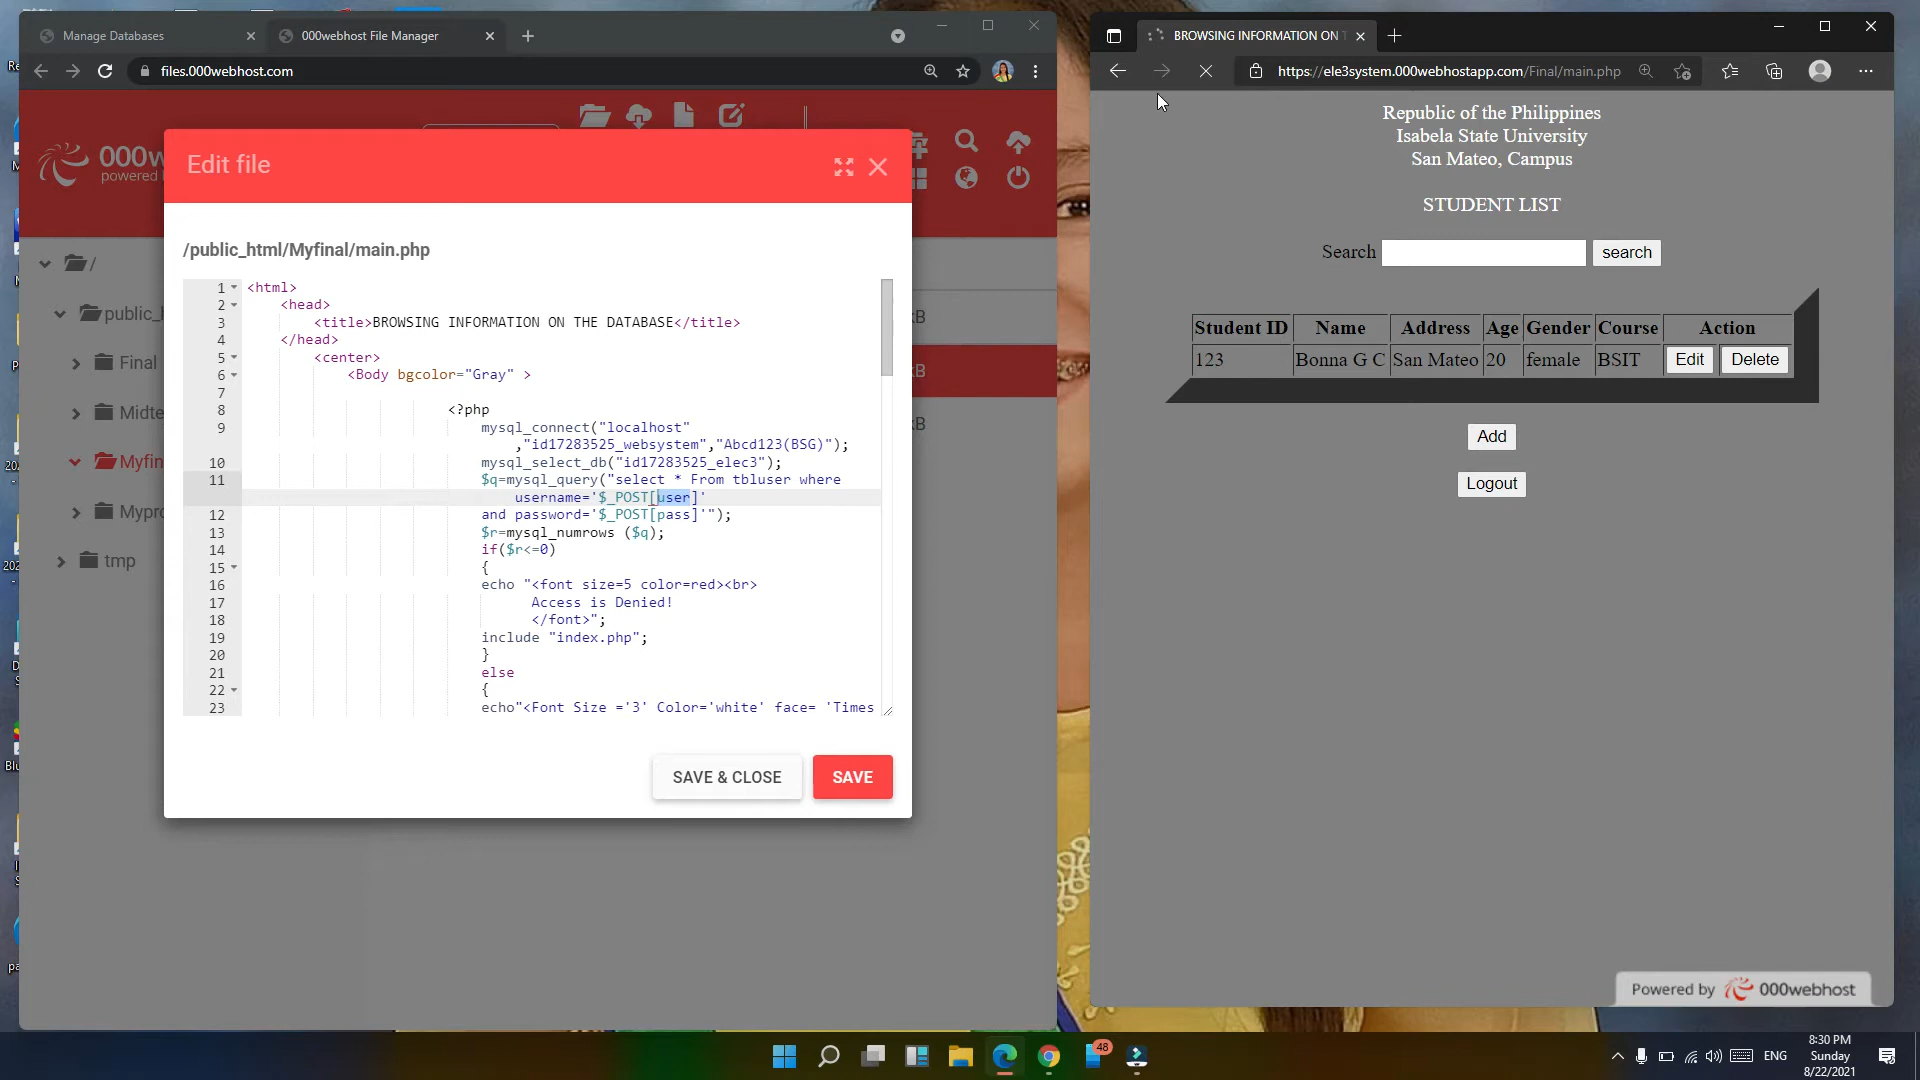 Manage Databases
000webhost File Manager
files.000webhost.com
powered
Edit file
/public_html/Myfinal/main.php
/
public_h
Final
Midte
Myfin
Mypro
tmp
1 <html>
2 <head>
3 <title>BROWSING INFORMATION ON THE DATABASE</title>
4 </head>
5 <center>
6 <Body bgcolor="Gray" >
7
8 <?php
9 mysql_connect("localhost"
,"id17283525_websystem","Abcd123(BSG)");
10 mysql_select_db("id17283525_elec3");
11 $q=mysql_query("select * From tbluser where
username='$_POST[user]'
12 and password='$_POST[pass]'");
13 $r=mysql_numrows ($q);
14 if($r<=0)
15 {
16 echo "<font size=5 color=red><br>
17 Access is Denied!
18 </font>";
19 include "index.php";
20 }
21 else
22 {
23 echo"<Font Size ='3' Color='white' face= 'Times
SAVE & CLOSE
SAVE
BROWSING INFORMATION ON T
https://ele3system.000webhostapp.com/Final/main.php
Republic of the Philippines
Isabela State University
San Mateo, Campus
STUDENT LIST
Search search
Student ID Name Address Age Gender Course Action
123 Bonna G C San Mateo 20 female BSIT Edit Delete
Add
Logout
Powered by 000webhost
48
ENG
8:30 PM
Sunday
8/22/2021